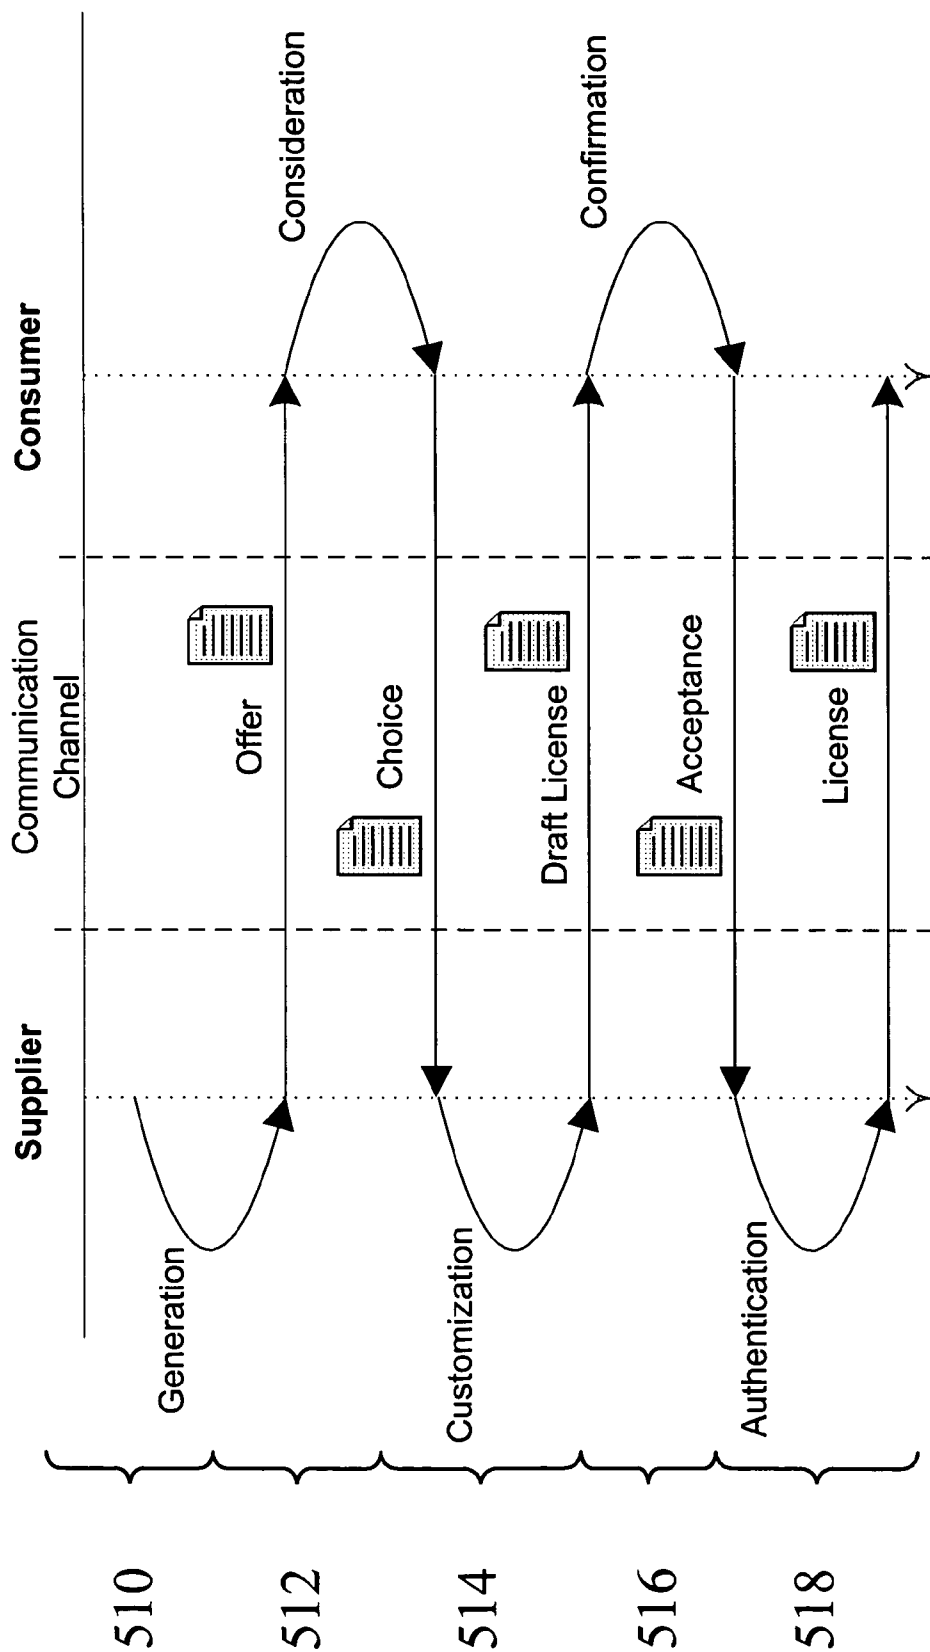 Supplier
Communication
Channel
Consumer
510
Generation
512
Offer
Consideration
Choice
514
Customization
Draft License
Confirmation
516
Acceptance
518
Authentication
License